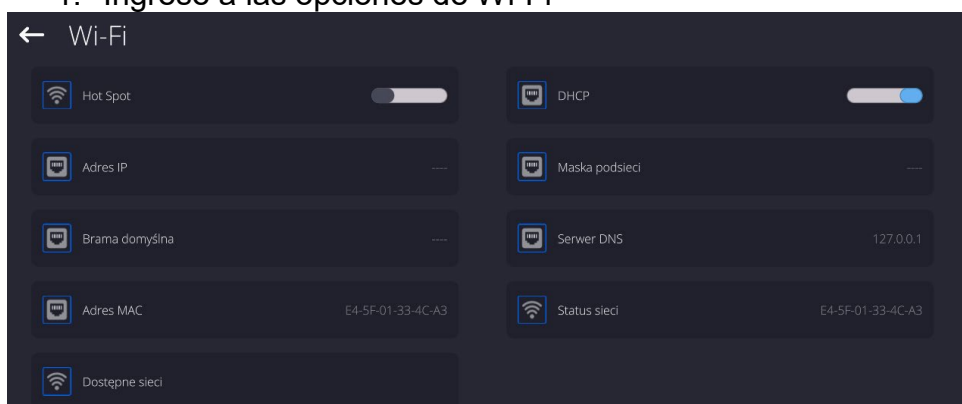 1. Ingreso a las opciones de Wi-Fi
Wi-Fi
Hot Spot
DHCP
Adres IP ----
Maska podsieci ----
Brama domyślna ----
Serwer DNS 127.0.0.1
Adres MAC E4-5F-01-33-4C-A3
Status sieci E4-5F-01-33-4C-A3
Dostępne sieci